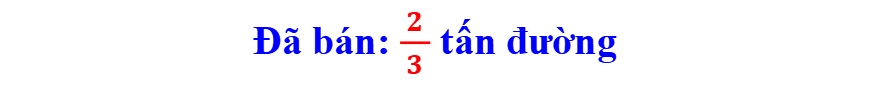 Đã bán: 2/3 tấn đường